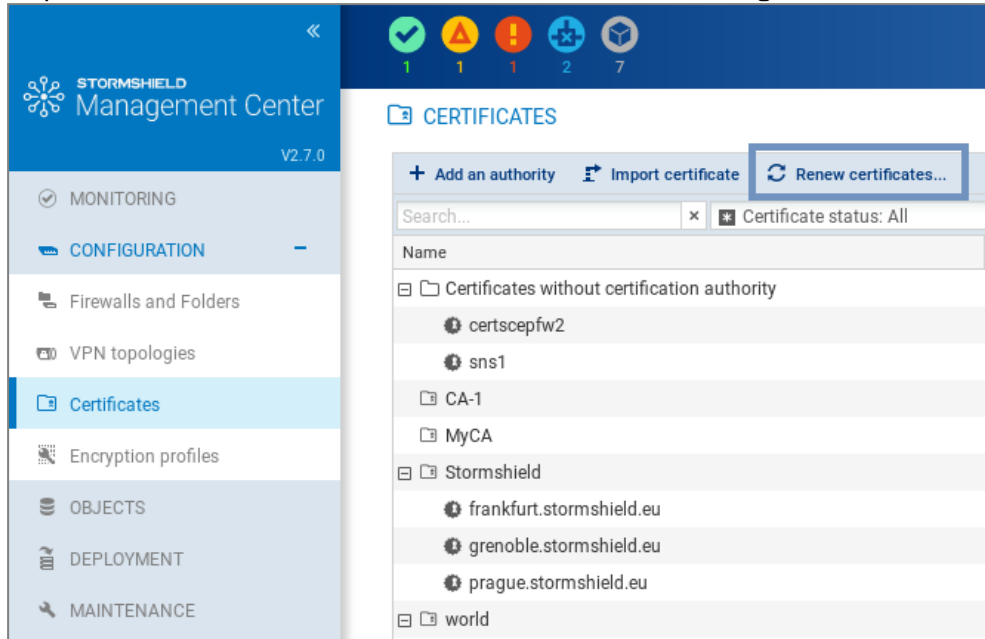 «
STORMSHIELD
Management Center
V2.7.0
MONITORING
CONFIGURATION −
Firewalls and Folders
VPN topologies
Certificates
Encryption profiles
OBJECTS
DEPLOYMENT
MAINTENANCE
1 1 1 2 7
CERTIFICATES
+ Add an authority Import certificate Renew certificates...
Search... × Certificate status: All
Name
Certificates without certification authority
certscepfw2
sns1
CA-1
MyCA
Stormshield
frankfurt.stormshield.eu
grenoble.stormshield.eu
prague.stormshield.eu
world